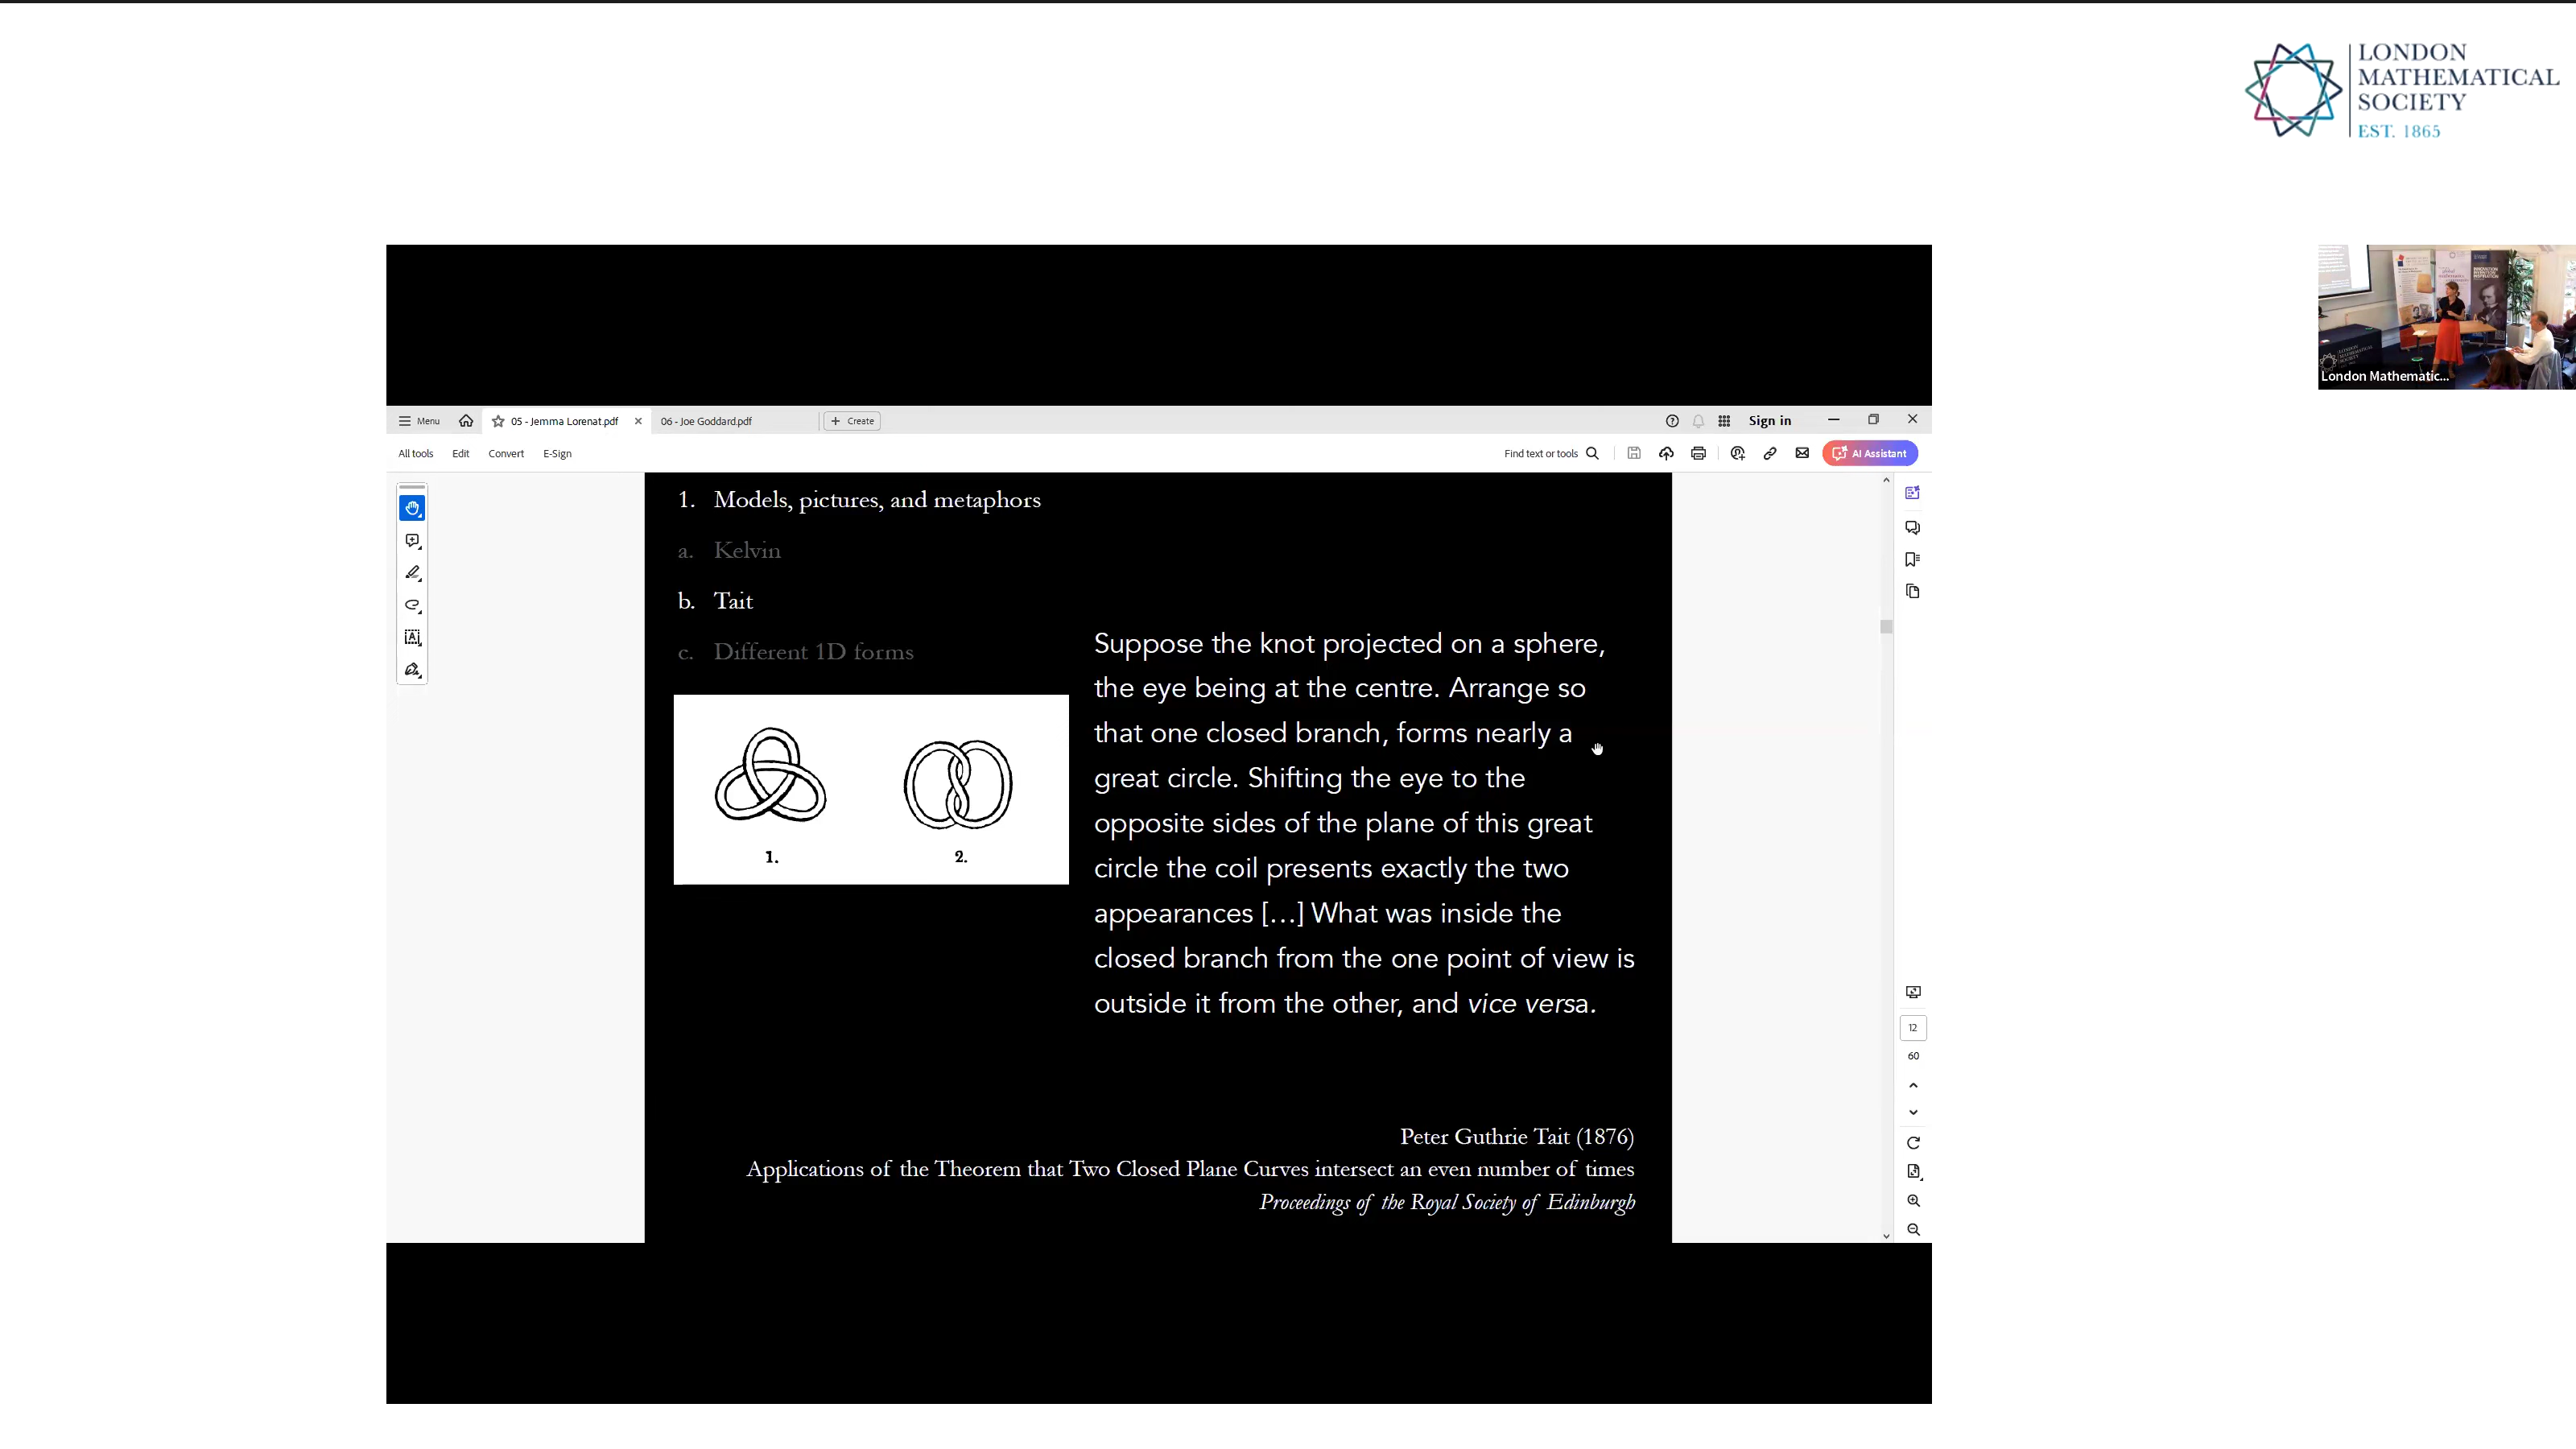 LONDON
MATHEMATICAL
SOCIETY
EST. 1865
London Mathematic...
Menu
05 - Jemma Lorenat.pdf
06 - Joe Goddard.pdf
Create
Sign in
All tools
Edit
Convert
E-Sign
Find text or tools
AI Assistant
1. Models, pictures, and metaphors
a. Kelvin
b. Tait
c. Different 1D forms
1.
2.
Suppose the knot projected on a sphere,
the eye being at the centre. Arrange so
that one closed branch, forms nearly a
great circle. Shifting the eye to the
opposite sides of the plane of this great
circle the coil presents exactly the two
appearances […] What was inside the
closed branch from the one point of view is
outside it from the other, and vice versa.
Peter Guthrie Tait (1876)
Applications of the Theorem that Two Closed Plane Curves intersect an even number of times
Proceedings of the Royal Society of Edinburgh
12
60